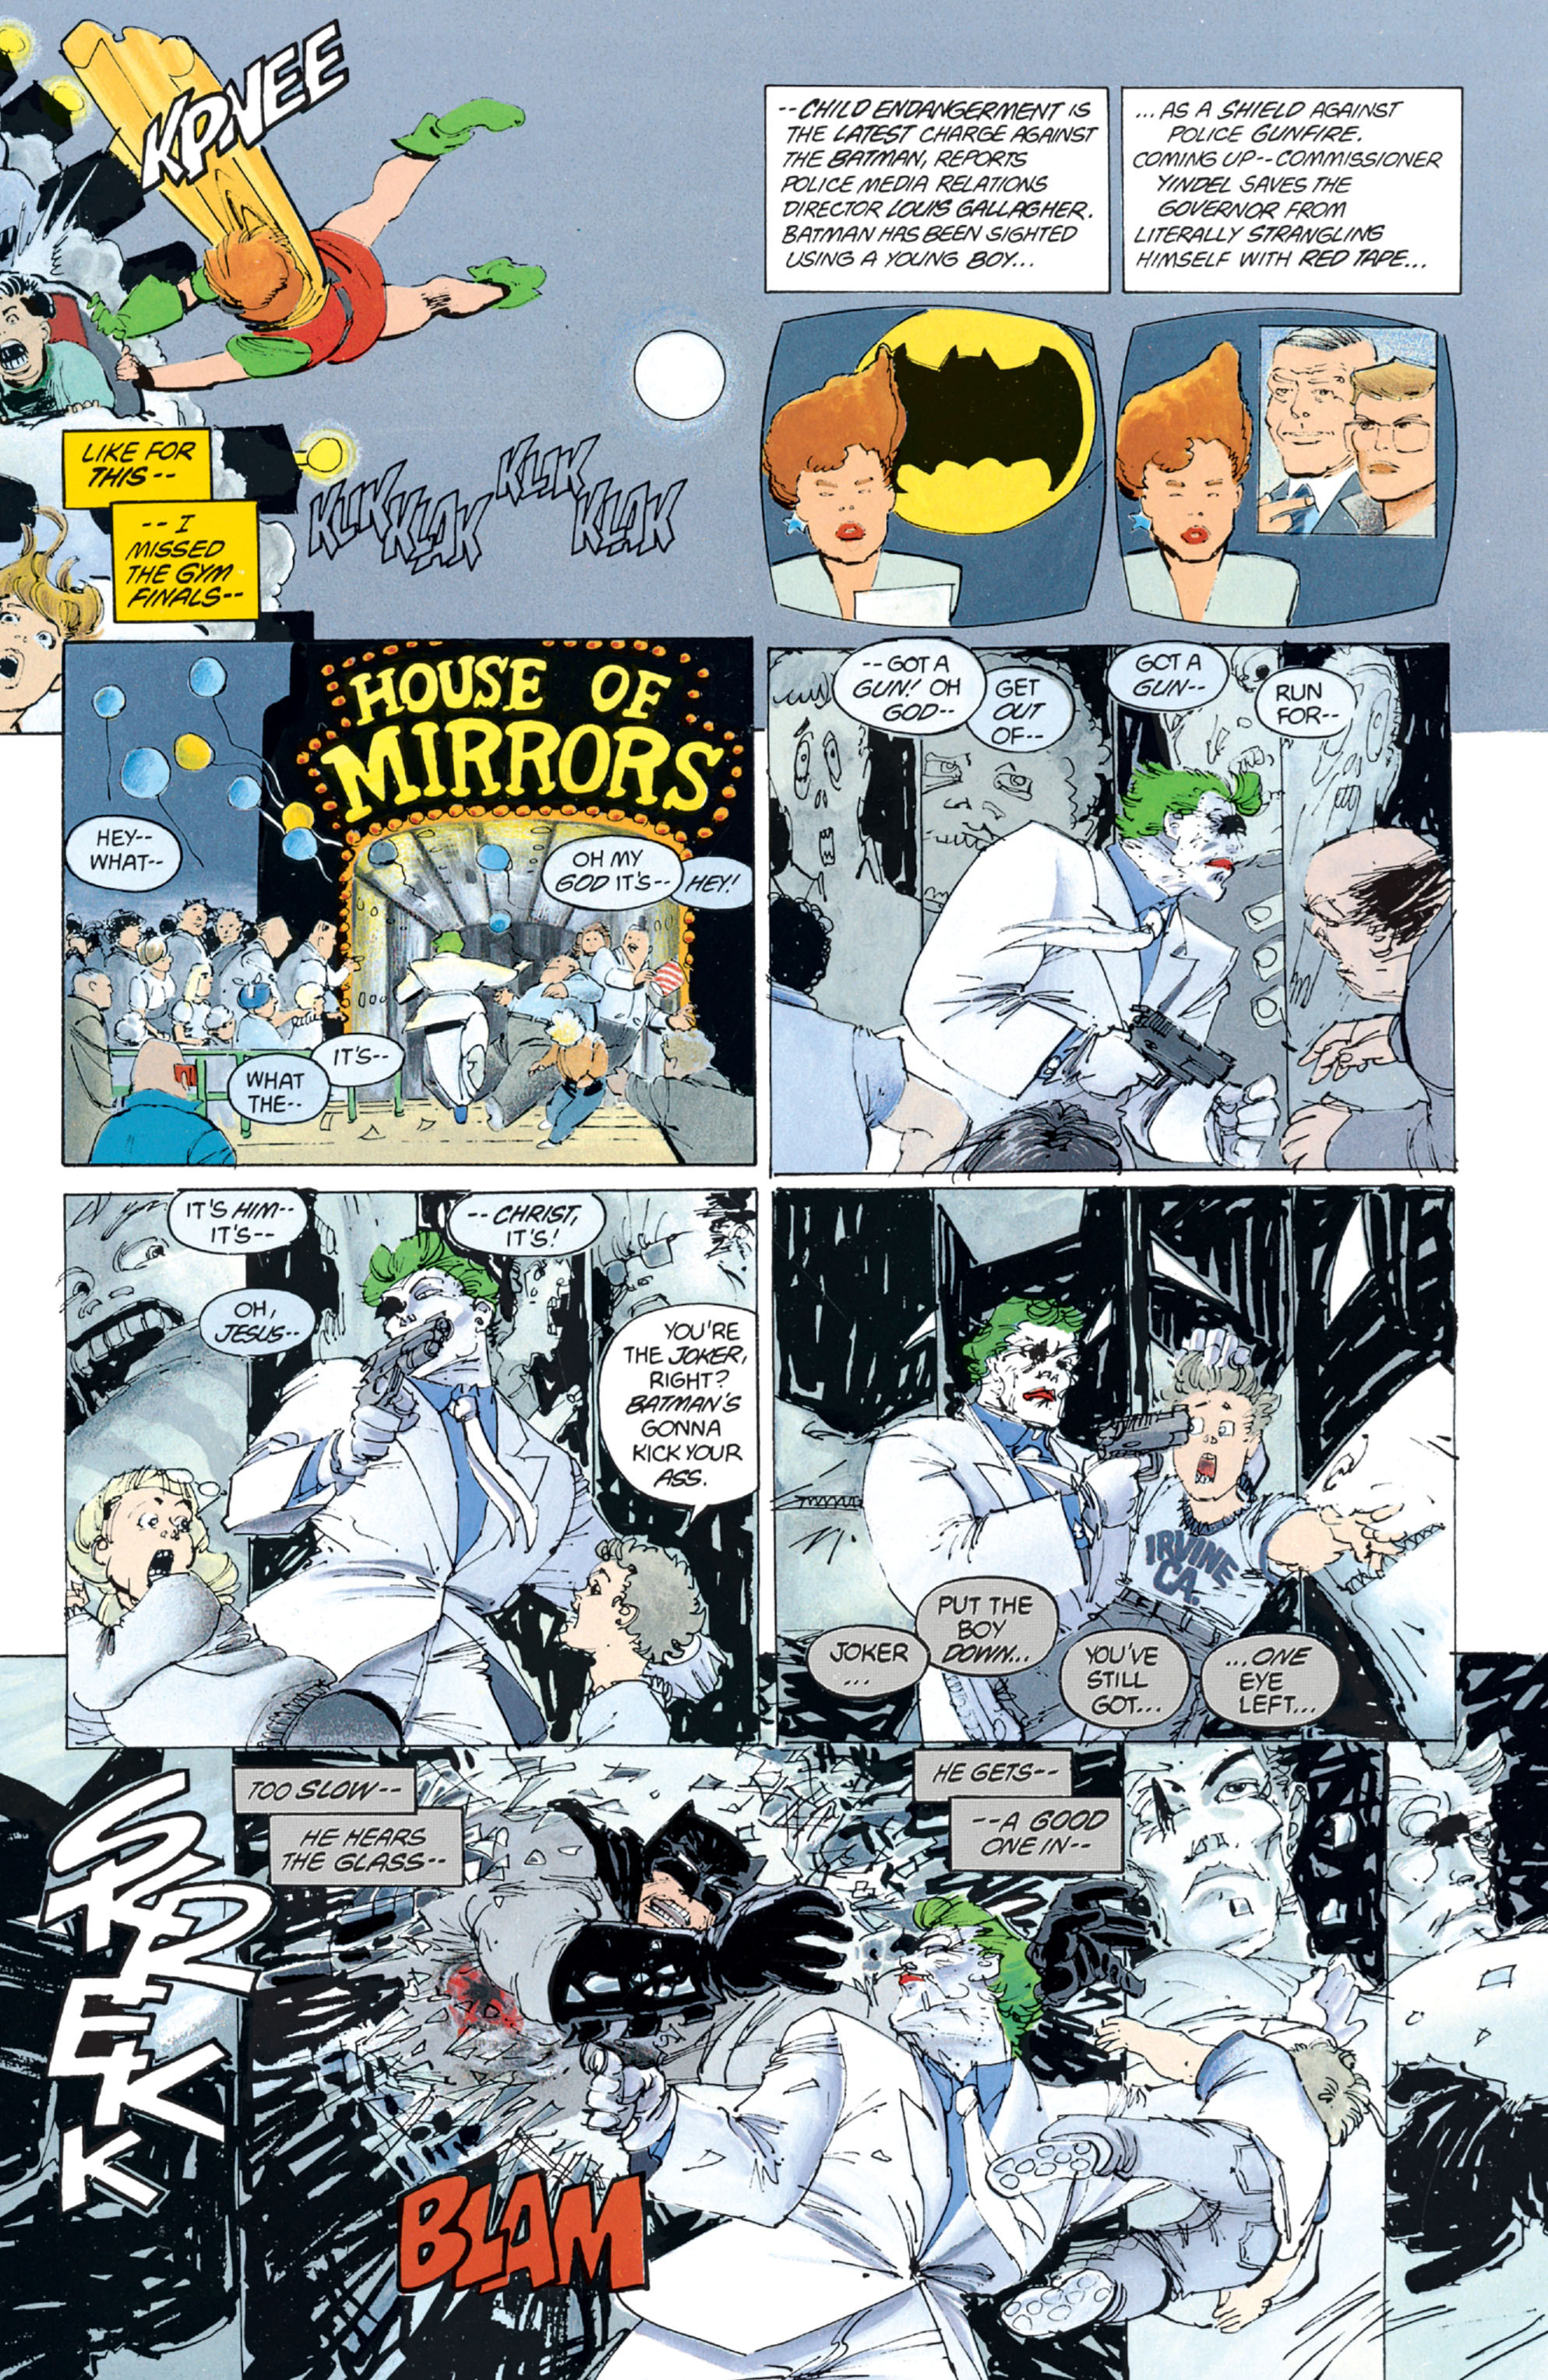 KPNEE
LIKE FOR
THIS--
-- I
MISSED
THE GYM
FINALS--
KLIK
KLAK
KLIK
KLAK
--CHILD ENDANGERMENT IS
THE LATEST CHARGE AGAINST
THE BATMAN, REPORTS
POLICE MEDIA RELATIONS
DIRECTOR LOUIS GALLAGHER.
BATMAN HAS BEEN SIGHTED
USING A YOUNG BOY...
...AS A SHIELD AGAINST
POLICE GUNFIRE.
COMING UP--COMMISSIONER
YINDEL SAVES THE
GOVERNOR FROM
LITERALLY STRANGLING
HIMSELF WITH RED TAPE...
HOUSE OF
MIRRORS
HEY--
WHAT--
OH MY
GOD IT'S--
HEY!
IT'S--
WHAT
THE--
--GOT A
GUN! OH
GOD--
GET
OUT
OF--
GOT A
GUN--
RUN
FOR--
IT'S HIM--
IT'S--
-- CHRIST,
IT'S!
OH,
JESUS--
YOU'RE
THE JOKER,
RIGHT?
BATMAN'S
GONNA
KICK YOUR
ASS.
IRVINE
CA.
JOKER
...
PUT THE
BOY
DOWN...
YOU'VE
STILL
GOT...
...ONE
EYE
LEFT...
SKREEKK
TOO SLOW--
HE HEARS
THE GLASS--
HE GETS--
--A GOOD
ONE IN--
BLAM